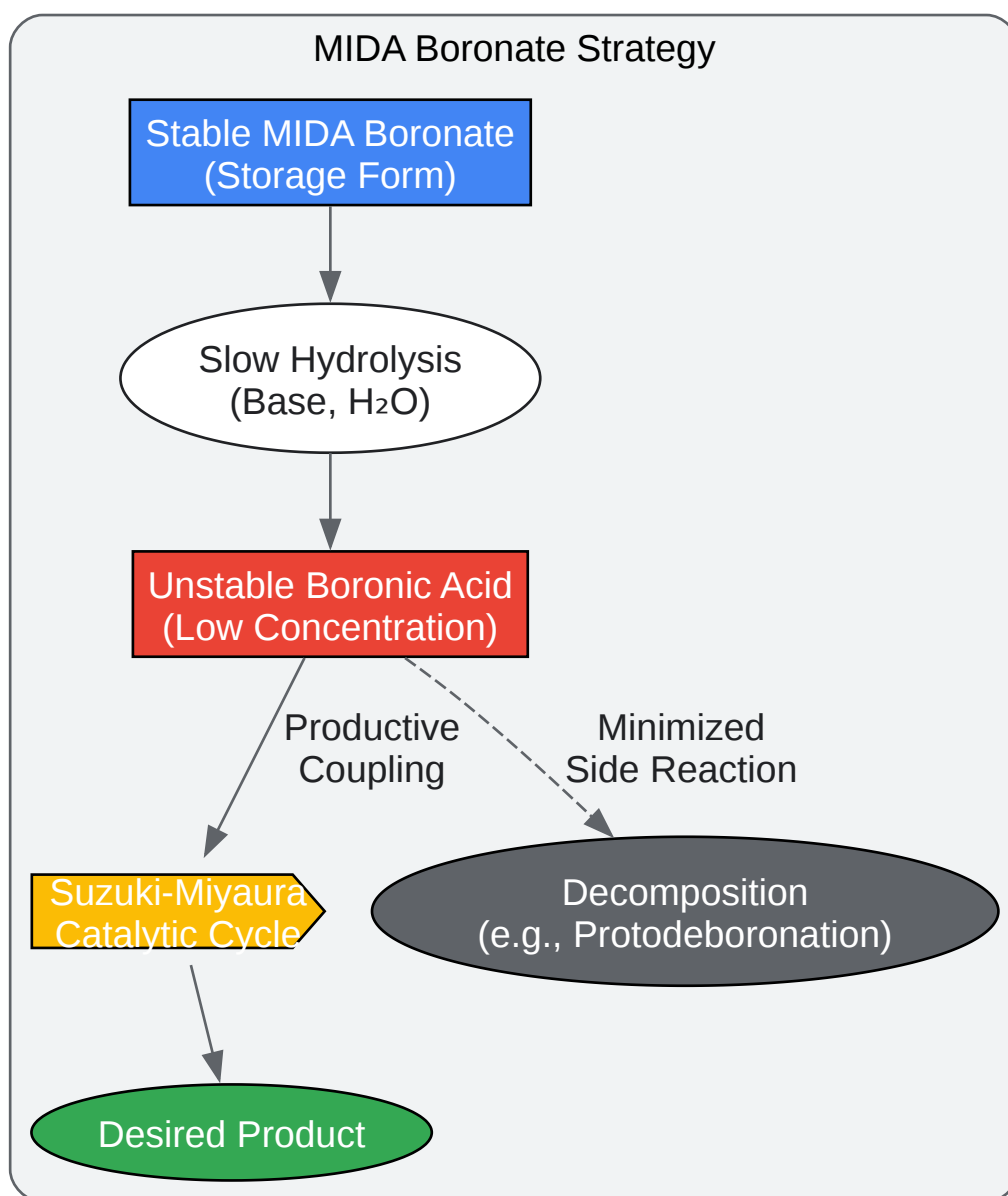 MIDA Boronate Strategy
Stable MIDA Boronate
(Storage Form)
Slow Hydrolysis
(Base, H₂O)
Unstable Boronic Acid
(Low Concentration)
Productive
Coupling
Minimized
Side Reaction
Suzuki-Miyaura
Catalytic Cycle
Decomposition
(e.g., Protodeboronation)
Desired Product